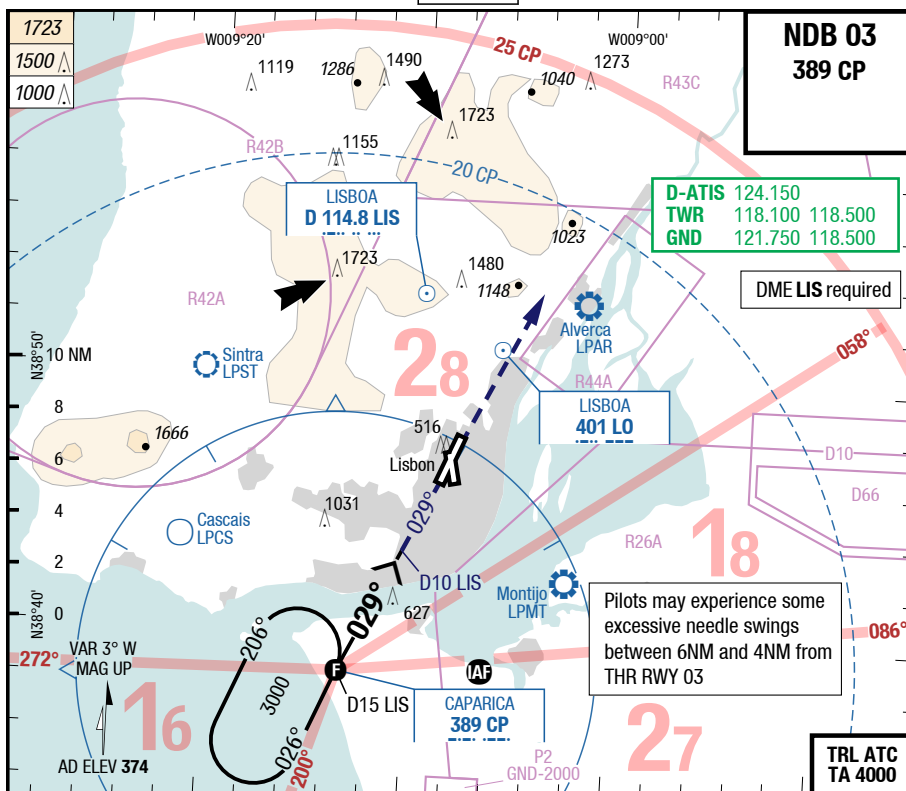 1723
1500
1000
W009°20'
W009°00'
25 CP
NDB 03
389 CP
1119
1286
1490
1040
1273
R43C
1723
R42B
1155
20 CP
LISBOA
D 114.8 LIS
D-ATIS 124.150
TWR 118.100 118.500
GND 121.750 118.500
1023
1723
1480
1148
DME LIS required
R42A
Alverca
LPAR
N38°50'
10 NM
Sintra
LPST
28
058°
R44A
8
LISBOA
401 LO
516
1666
6
Lisbon
D10
D66
4
1031
029°
Cascais
LPCS
R26A
18
2
D10 LIS
Montijo
LPMT
N38°40'
0
627
029°
Pilots may experience some
excessive needle swings
between 6NM and 4NM from
THR RWY 03
206°
086°
272°
VAR 3° W
MAG UP
F
IAF
3000
D15 LIS
CAPARICA
389 CP
16
27
026°
200°
P2
GND-2000
AD ELEV 374
TRL ATC
TA 4000